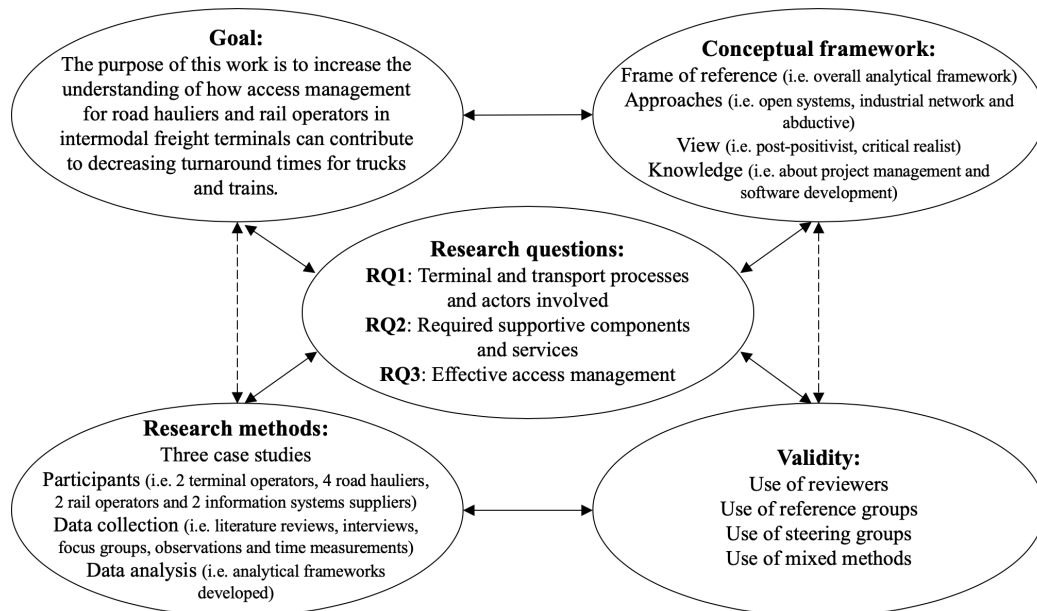 Goal:
The purpose of this work is to increase the
understanding of how access management
for road hauliers and rail operators in
intermodal freight terminals can contribute
to decreasing turnaround times for trucks
and trains.
Conceptual framework:
Frame of reference (i.e. overall analytical framework)
Approaches (i.e. open systems, industrial network and
abductive)
View (i.e. post-positivist, critical realist)
Knowledge (i.e. about project management and
software development)
Research questions:
RQ1: Terminal and transport processes
and actors involved
RQ2: Required supportive components
and services
RQ3: Effective access management
Research methods:
Three case studies
Participants (i.e. 2 terminal operators, 4 road hauliers,
2 rail operators and 2 information systems suppliers)
Data collection (i.e. literature reviews, interviews,
focus groups, observations and time measurements)
Data analysis (i.e. analytical frameworks
developed)
Validity:
Use of reviewers
Use of reference groups
Use of steering groups
Use of mixed methods